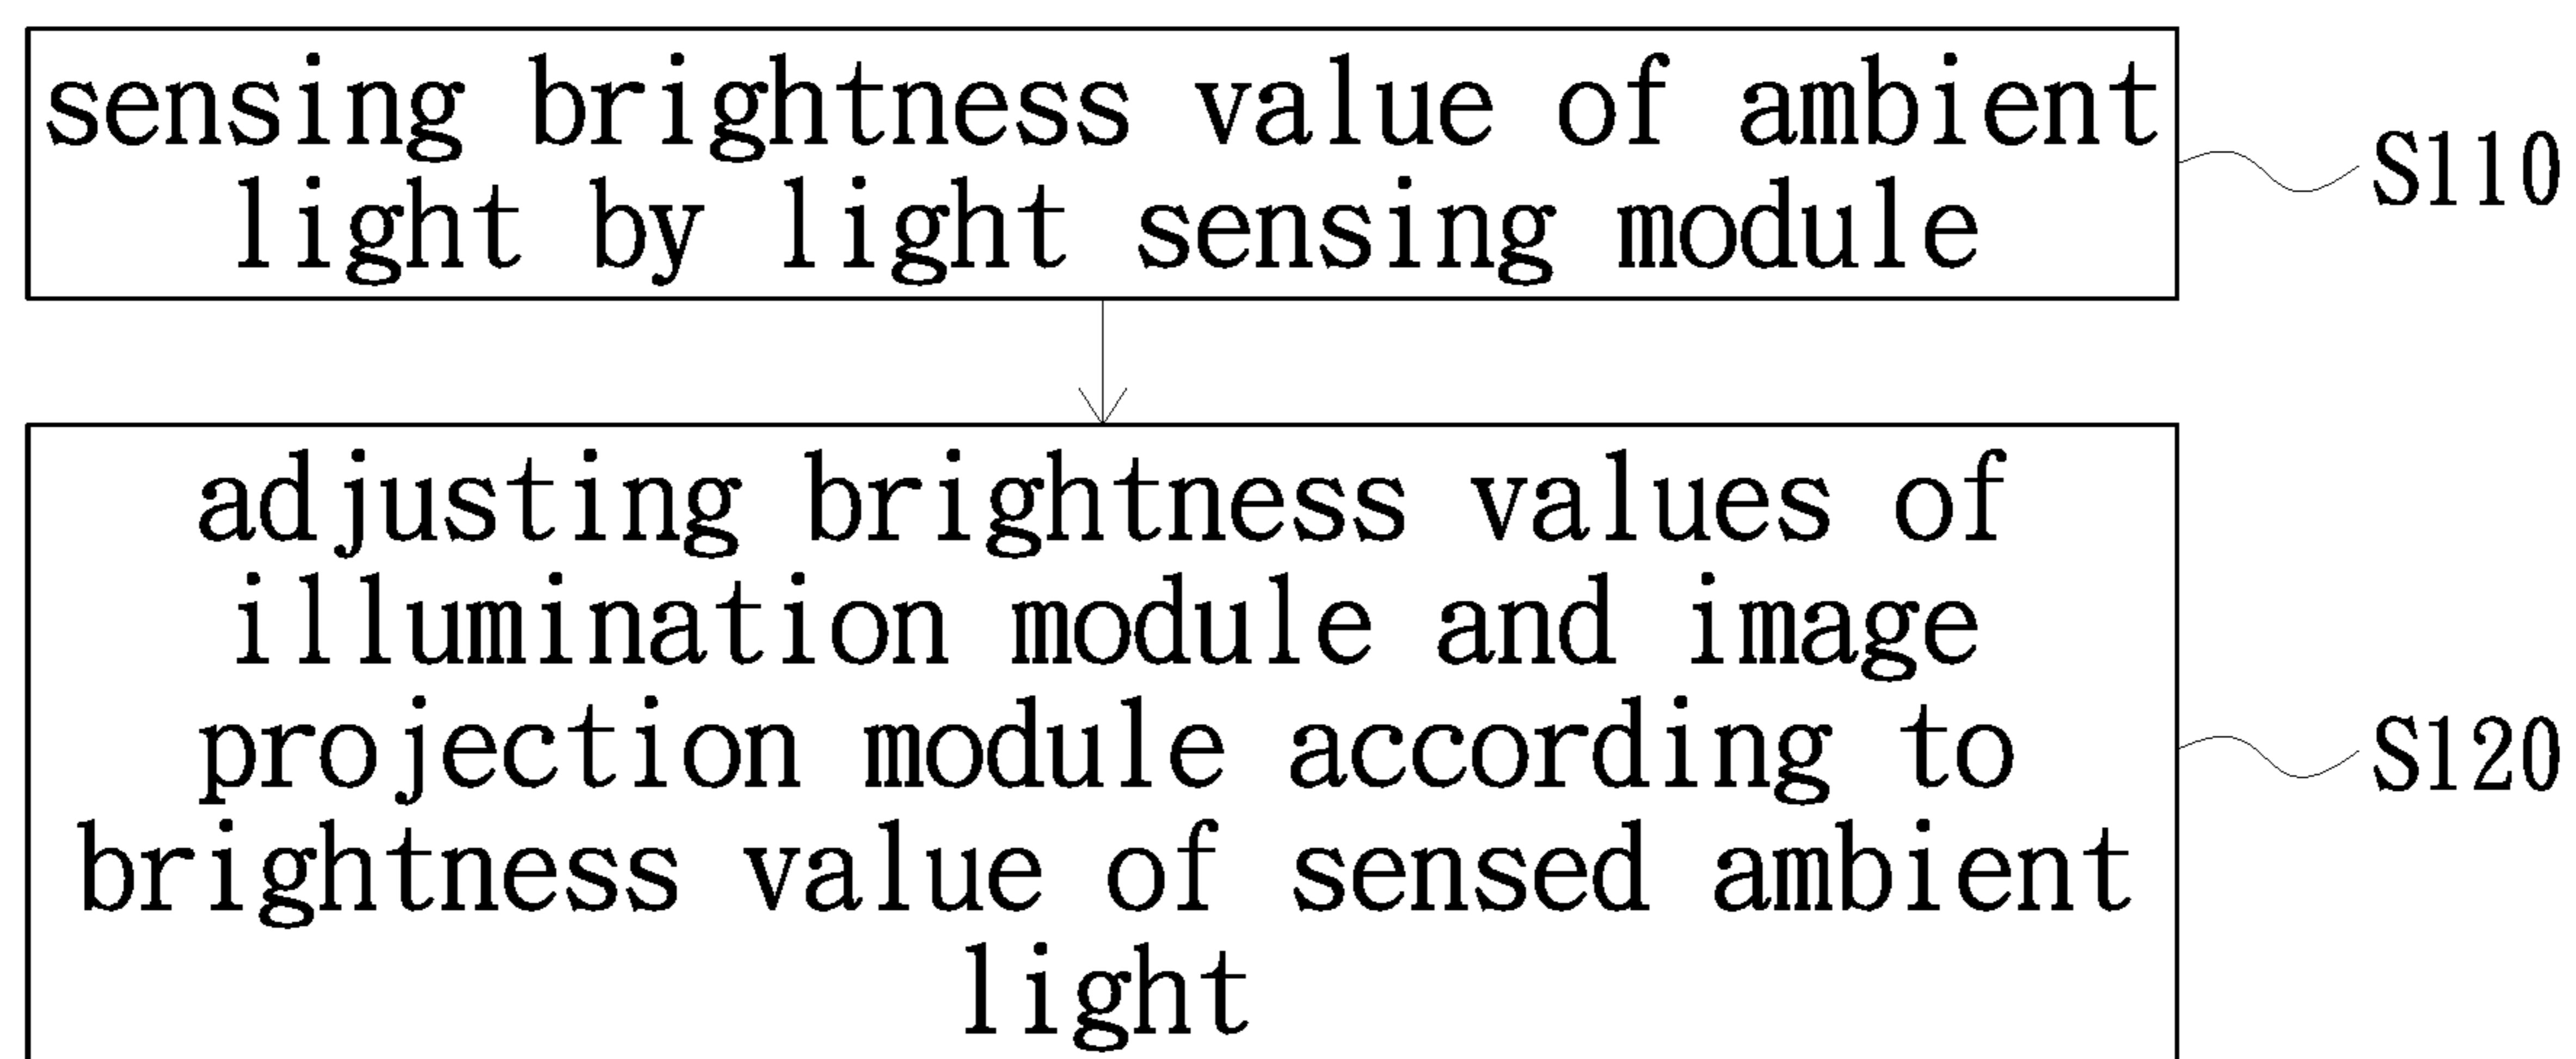 sensing brightness value of ambient
light by light sensing module
S110
adjusting brightness values of
illumination module and image
projection module according to
brightness value of sensed ambient
light
S120